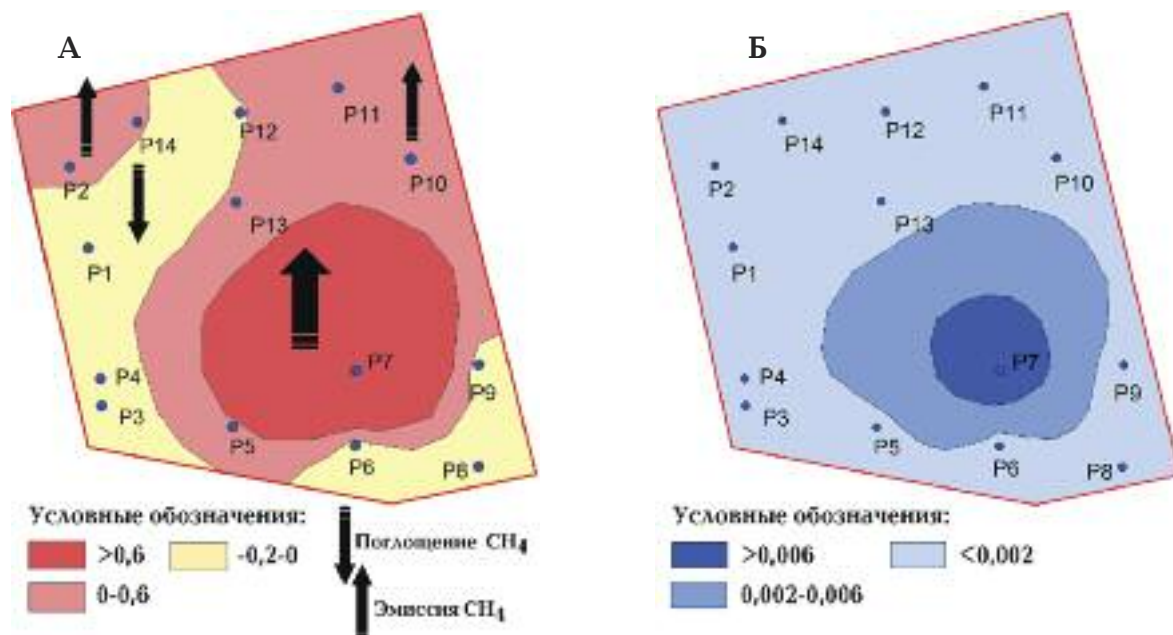 А
P14
P12
P11
P2
P10
P13
P1
P7
P4
P9
P3
P5
P6
P8
Условные обозначения:
>0,6
-0,2-0
0-0,6
Поглощение CH4
Эмиссия CH4
Б
P11
P12
P14
P2
P10
P13
P1
P7
P4
P9
P3
P5
P6
P8
Условные обозначения:
>0,006
<0,002
0,002-0,006